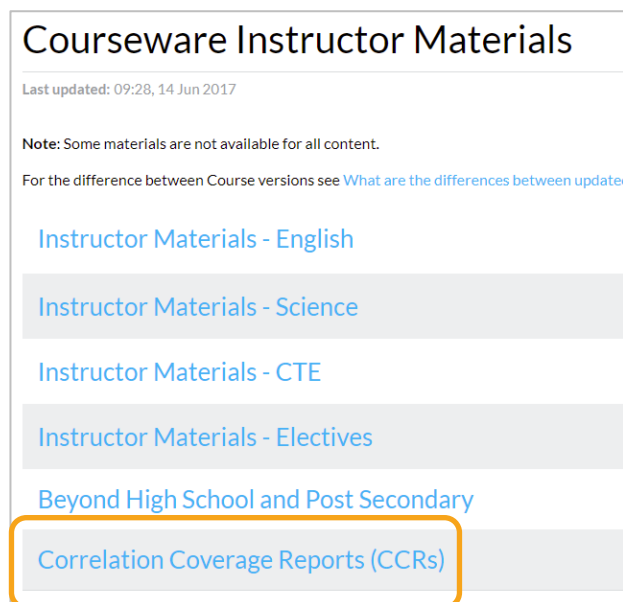 Courseware Instructor Materials
Last updated: 09:28, 14 Jun 2017
Note: Some materials are not available for all content.
For the difference between Course versions see What are the differences between updated
Instructor Materials - English
Instructor Materials - Science
Instructor Materials - CTE
Instructor Materials - Electives
Beyond High School and Post Secondary
Correlation Coverage Reports (CCRs)